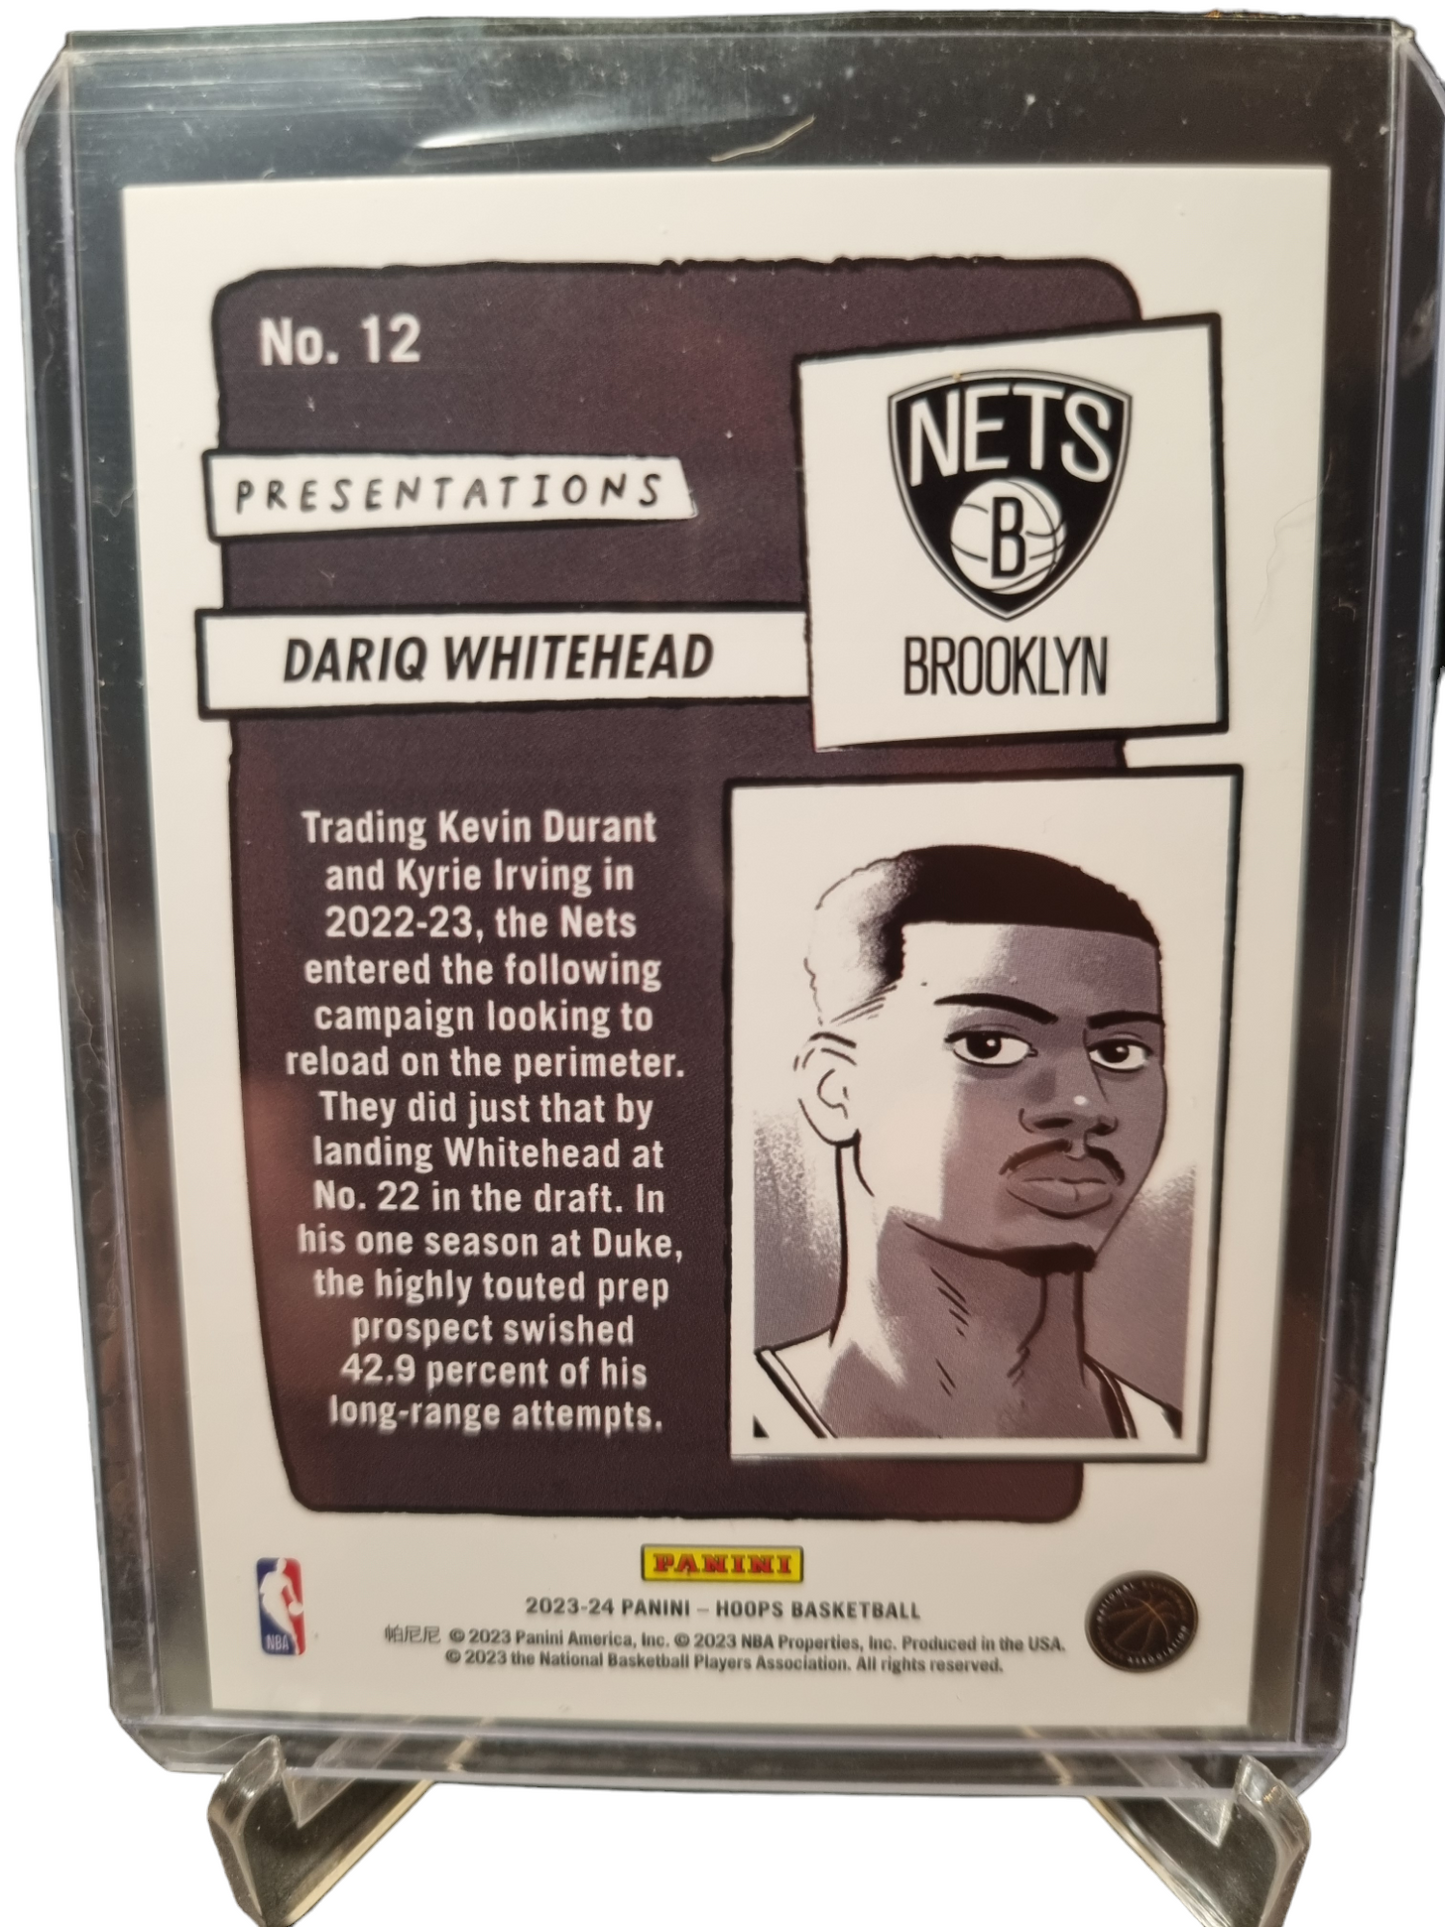 No. 12
PRESENTATIONS
NETS
B
BROOKLYN
DARIQ WHITEHEAD
Trading Kevin Durant
and Kyrie Irving in
2022-23, the Nets
entered the following
campaign looking to
reload on the perimeter.
They did just that by
landing Whitehead at
No. 22 in the draft. In
his one season at Duke,
the highly touted prep
prospect swished
42.9 percent of his
long-range attempts.
PANINI
NBA
2023-24 PANINI – HOOPS BASKETBALL
帕尼尼 © 2023 Panini America, Inc. © 2023 NBA Properties, Inc. Produced in the USA.
© 2023 the National Basketball Players Association. All rights reserved.
NATIONAL
ASSOCIATION